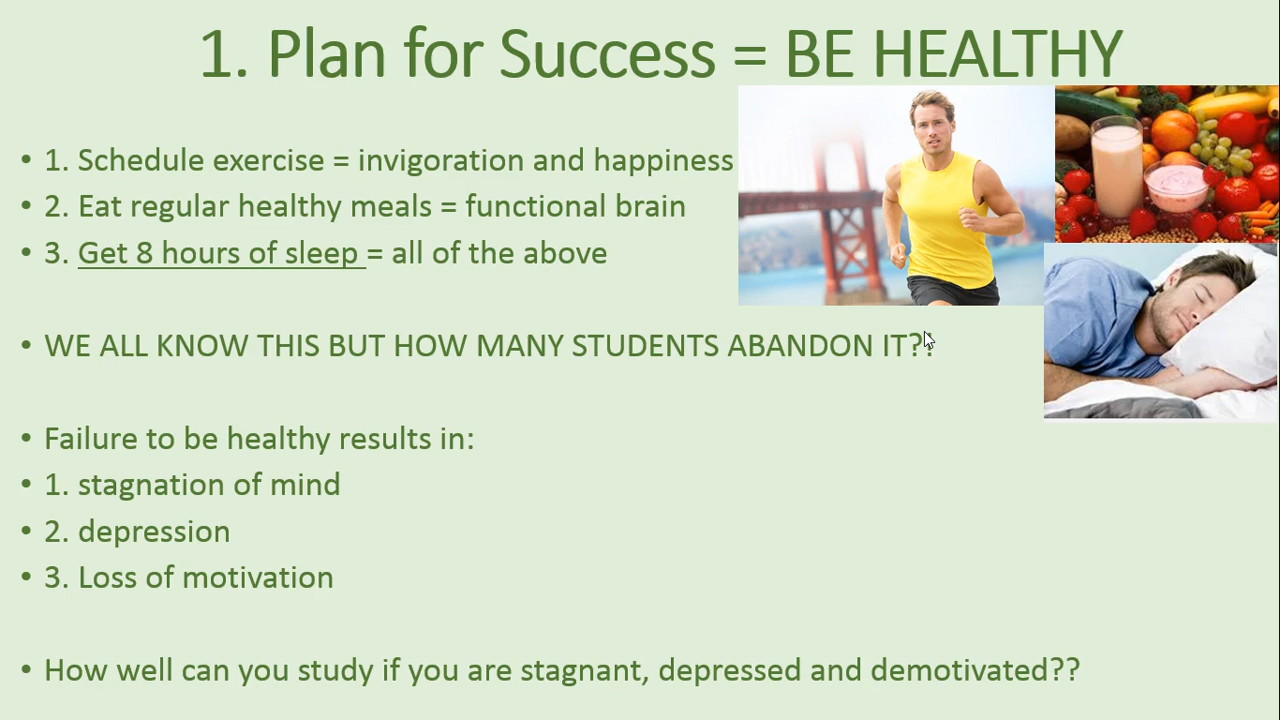 1. Plan for Success = BE HEALTHY
• 1. Schedule exercise = invigoration and happiness
• 2. Eat regular healthy meals = functional brain
• 3. Get 8 hours of sleep = all of the above
• WE ALL KNOW THIS BUT HOW MANY STUDENTS ABANDON IT??
• Failure to be healthy results in:
• 1. stagnation of mind
• 2. depression
• 3. Loss of motivation
• How well can you study if you are stagnant, depressed and demotivated??